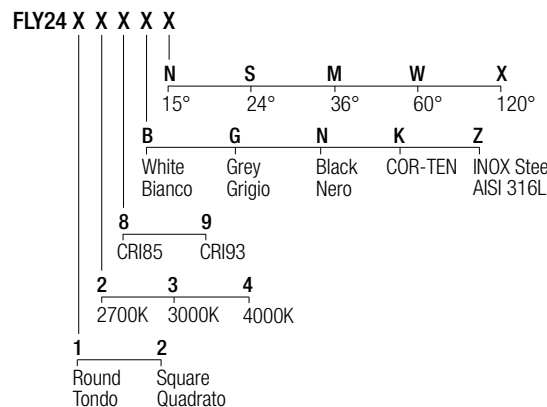 FLY24 X X X X X
N S M W X
15° 24° 36° 60° 120°
B G N K Z
White Grey Black COR-TEN INOX Stee
Bianco Grigio Nero AISI 316L
8 9
CRI85 CRI93
2 3 4
2700K 3000K 4000K
1 2
Round Square
Tondo Quadrato